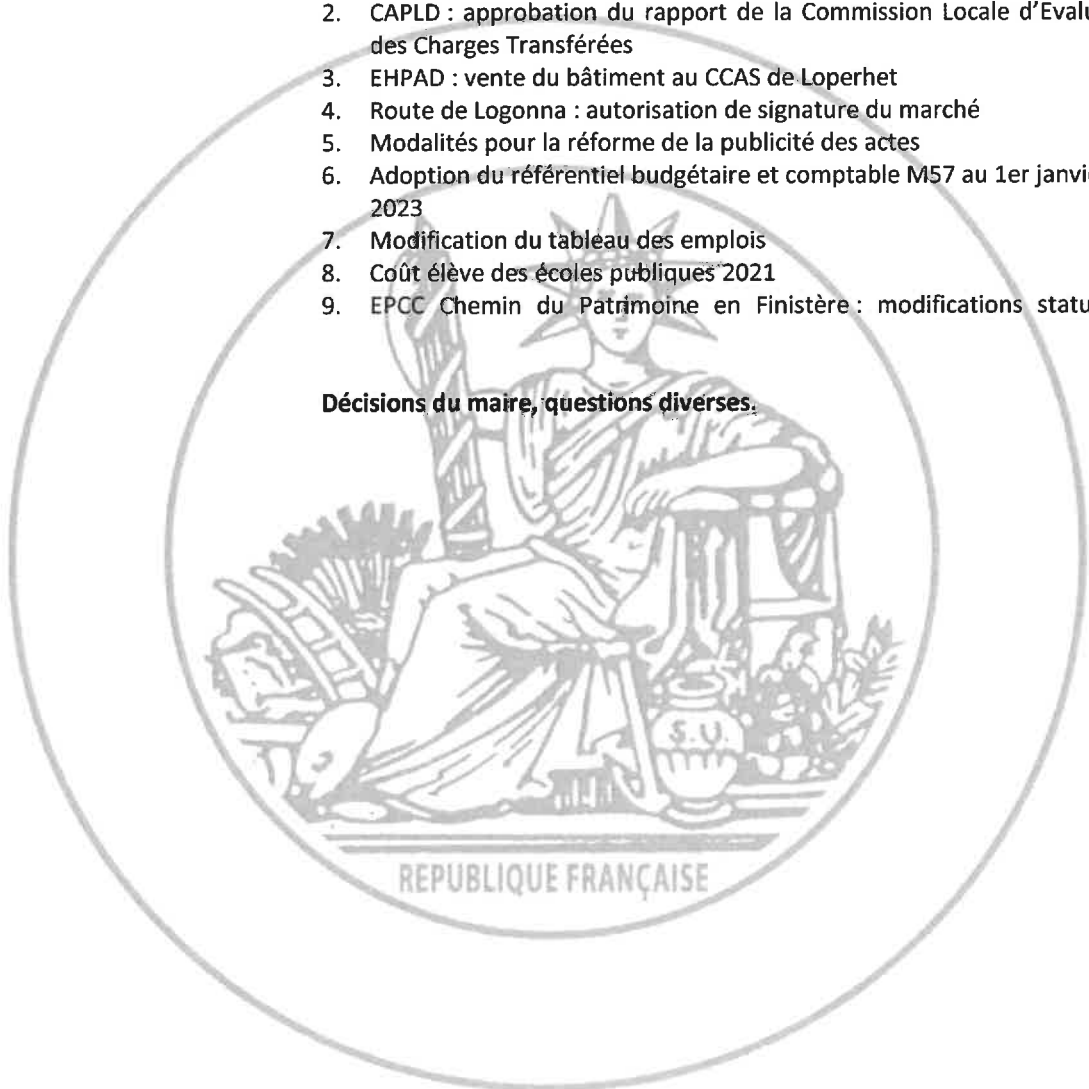 2. CAPLD : approbation du rapport de la Commission Locale d'Evalu
des Charges Transférées
3. EHPAD : vente du bâtiment au CCAS de Loperhet
4. Route de Logonna : autorisation de signature du marché
5. Modalités pour la réforme de la publicité des actes
6. Adoption du référentiel budgétaire et comptable M57 au 1er janvi
2023
7. Modification du tableau des emplois
8. Coût élève des écoles publiques 2021
9. EPCC Chemin du Patrimoine en Finistère : modifications statu
Décisions du maire, questions diverses.
S.U.
REPUBLIQUE FRANÇAISE